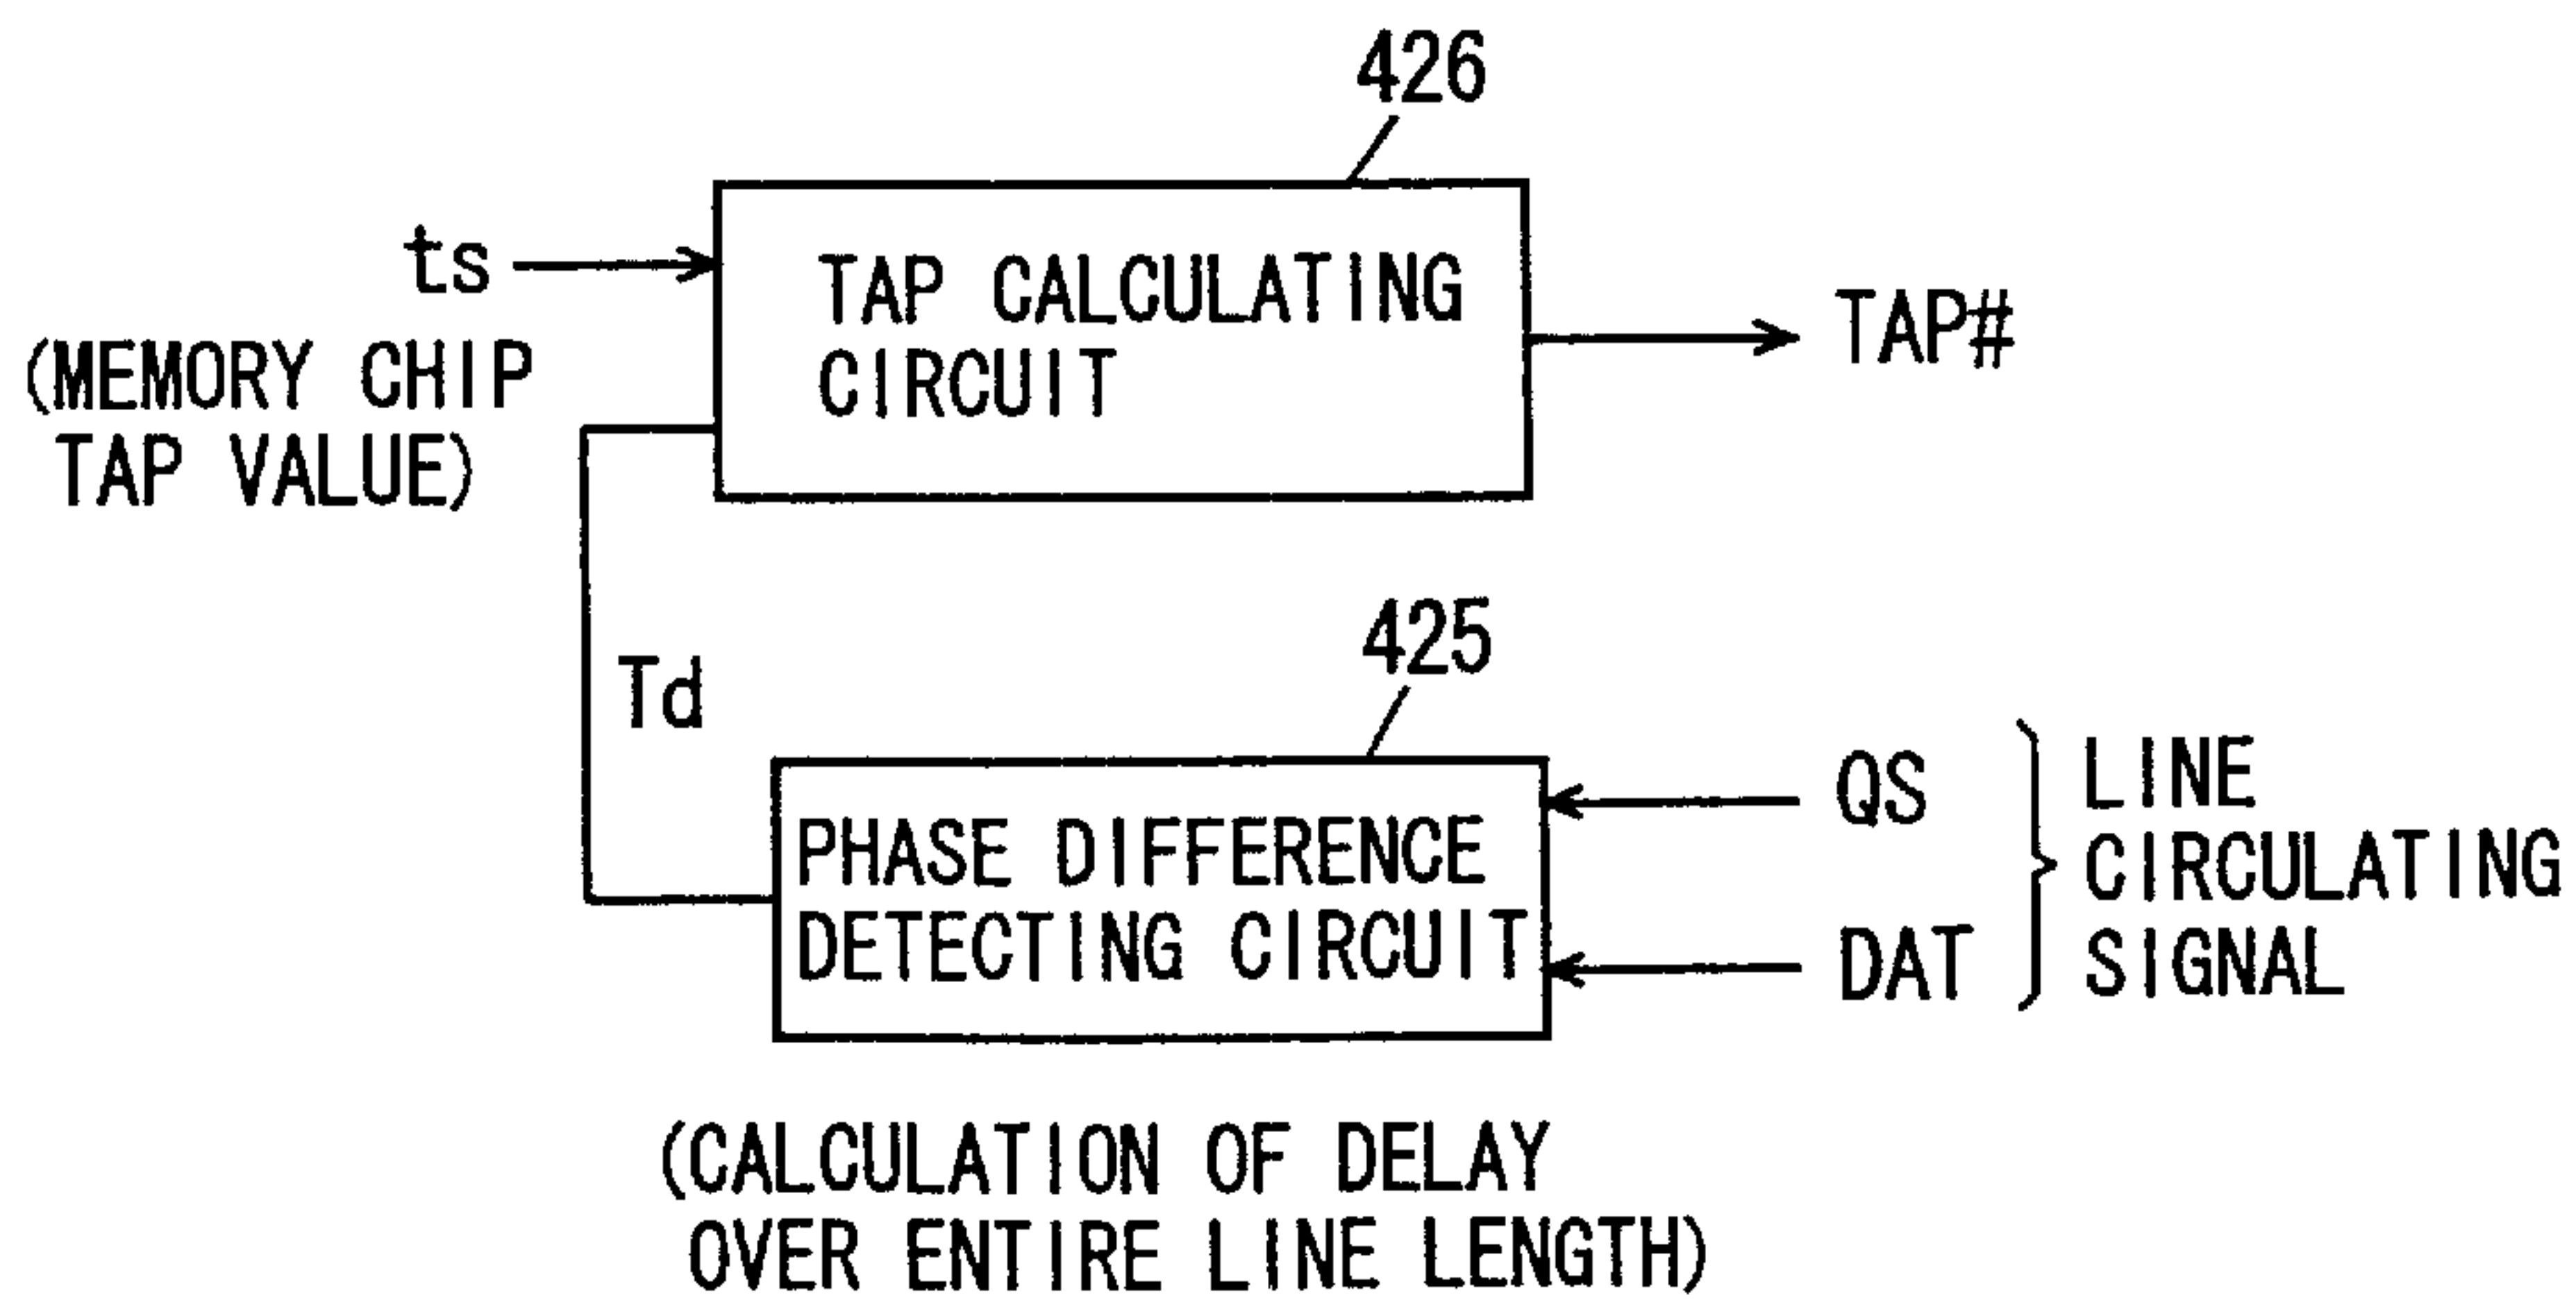 426
ts
(MEMORY CHIP
TAP VALUE)
TAP CALCULATING
CIRCUIT
TAP#
Td
425
PHASE DIFFERENCE
DETECTING CIRCUIT
QS
DAT
LINE
CIRCULATING
SIGNAL
(CALCULATION OF DELAY
OVER ENTIRE LINE LENGTH)